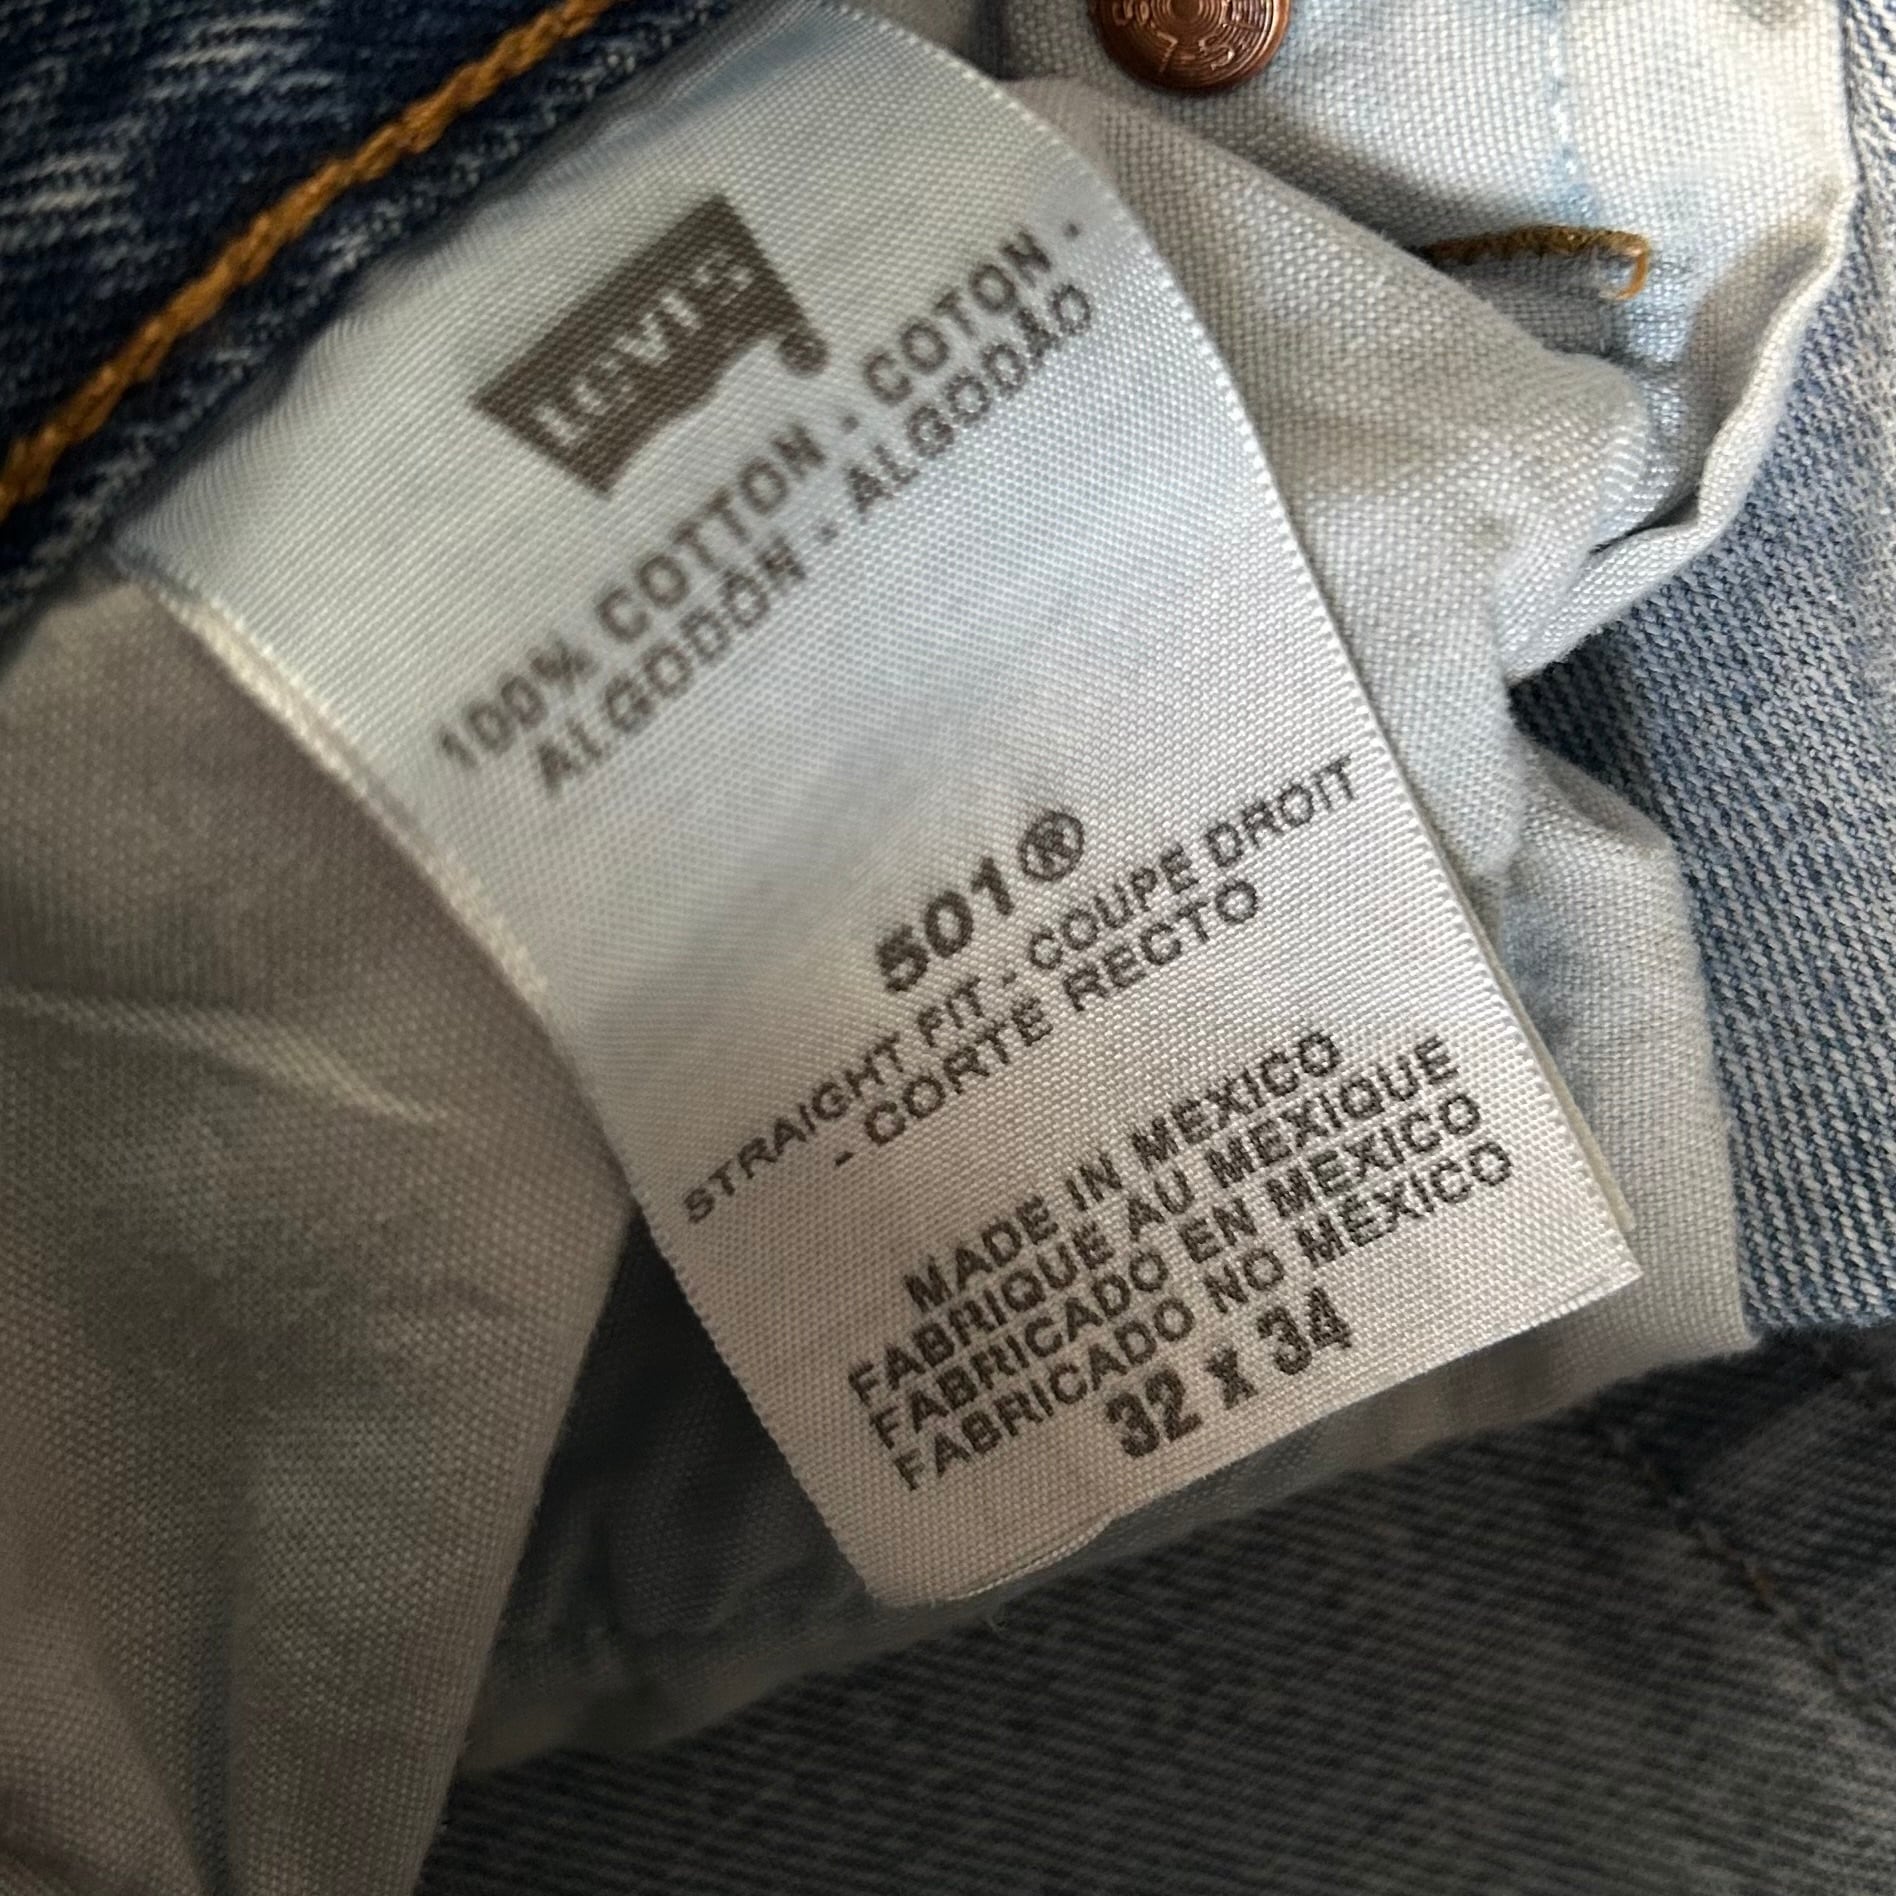 Levi's®
100% COTTON - COTON -
ALGODÓN - ALGODÃO
501®
STRAIGHT FIT - COUPE DROIT
- CORTE RECTO
MADE IN MEXICO
FABRIQUE AU MEXIQUE
FABRICADO EN MEXICO
FABRICADO NO MÉXICO
32 x 34